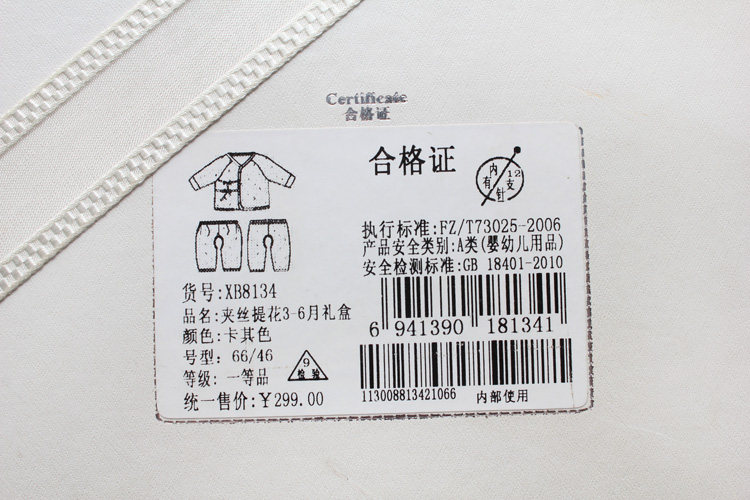 Certificate
合格证
合格证
内有12支针
执行标准:FZ/T73025-2006
产品安全类别:A类(婴幼儿用品)
安全检测标准:GB 18401-2010
货号:XB8134
品名:夹丝提花3-6月礼盒
颜色:卡其色
号型: 66/46
等级: 一等品
统一售价:￥299.00
9
检验
6 941390 181341
113008813421066
内部使用